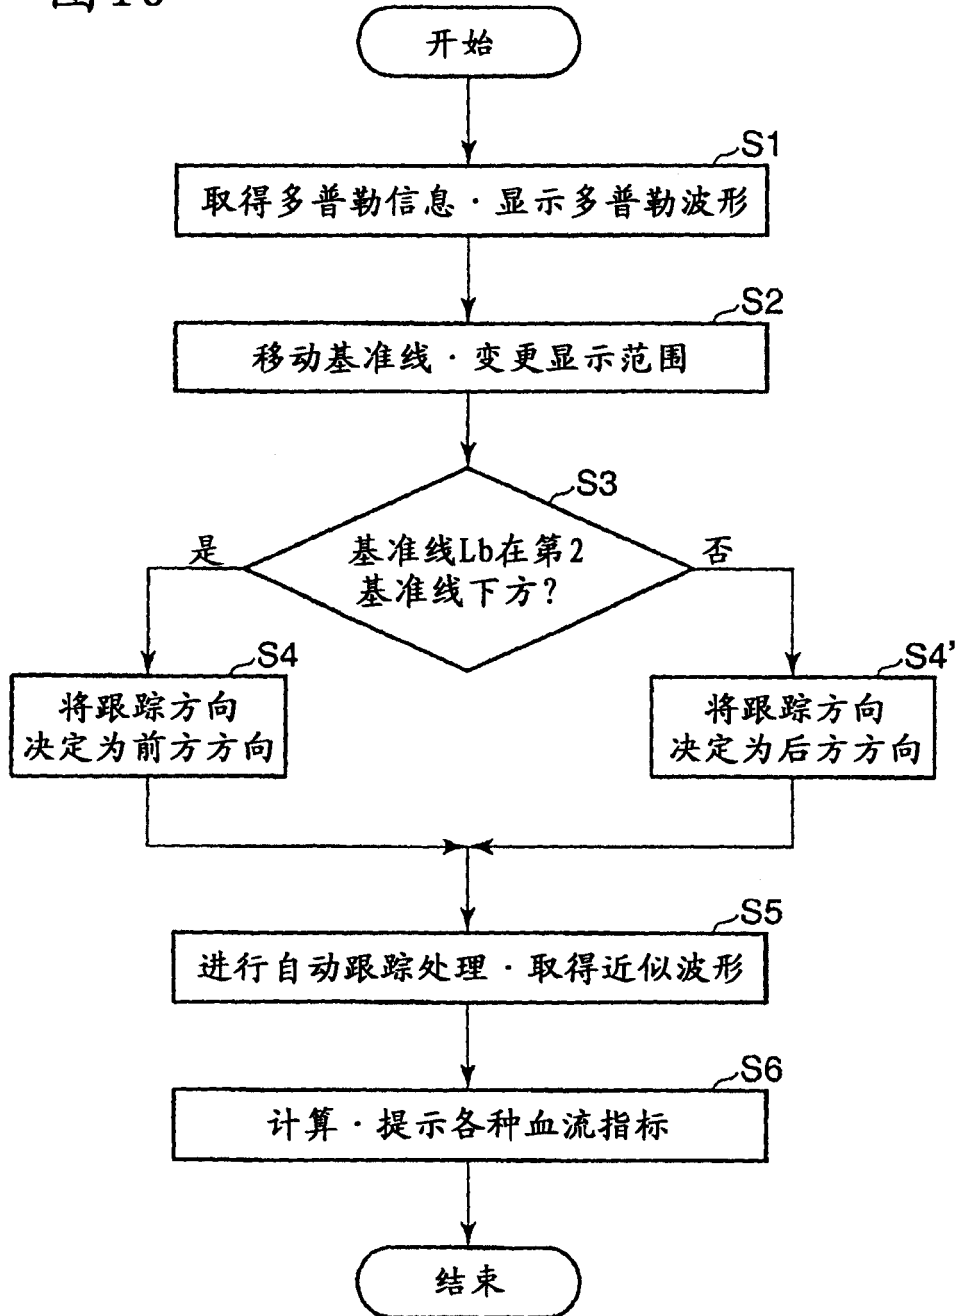 开始
S1
取得多普勒信息·显示多普勒波形
S2
移动基准线·变更显示范围
S3
基准线Lb在第2
基准线下方?
是
否
S4
将跟踪方向
决定为前方方向
S4’
将跟踪方向
决定为后方方向
S5
进行自动跟踪处理·取得近似波形
S6
计算·提示各种血流指标
结束